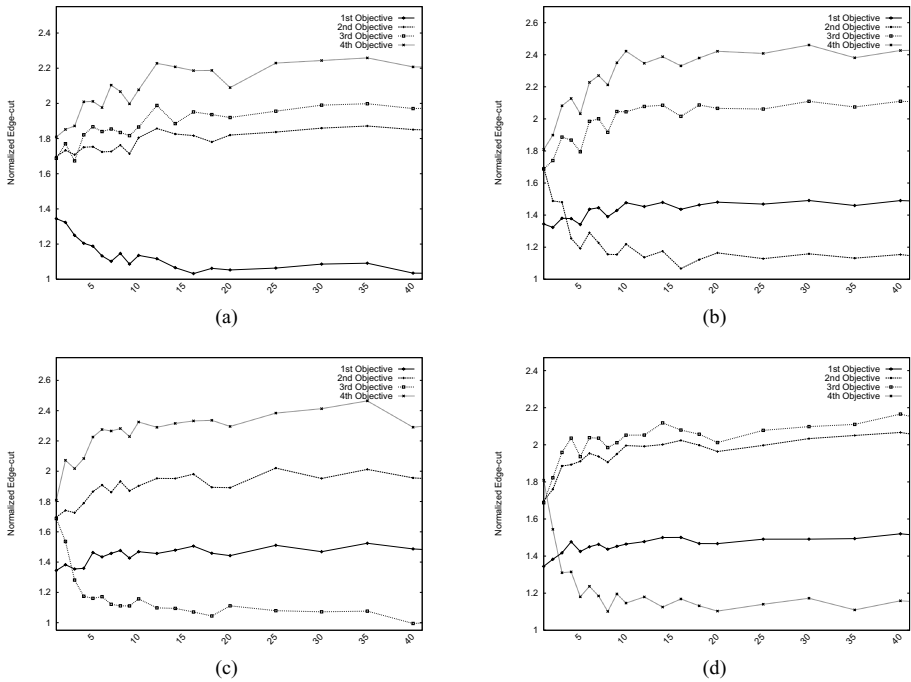 2.4
2.2
2
1.8
1.6
1.4
1.2
1
Normalized Edge-cut
1st Objective
2nd Objective
3rd Objective
4th Objective
5
10
15
20
25
30
35
40
(a)
2.6
2.4
2.2
2
1.8
1.6
1.4
1.2
1
Normalized Edge-cut
1st Objective
2nd Objective
3rd Objective
4th Objective
5
10
15
20
25
30
35
40
(b)
2.6
2.4
2.2
2
1.8
1.6
1.4
1.2
1
Normalized Edge-cut
1st Objective
2nd Objective
3rd Objective
4th Objective
5
10
15
20
25
30
35
40
(c)
2.4
2.2
2
1.8
1.6
1.4
1.2
1
Normalized Edge-cut
1st Objective
2nd Objective
3rd Objective
4th Objective
5
10
15
20
25
30
35
40
(d)